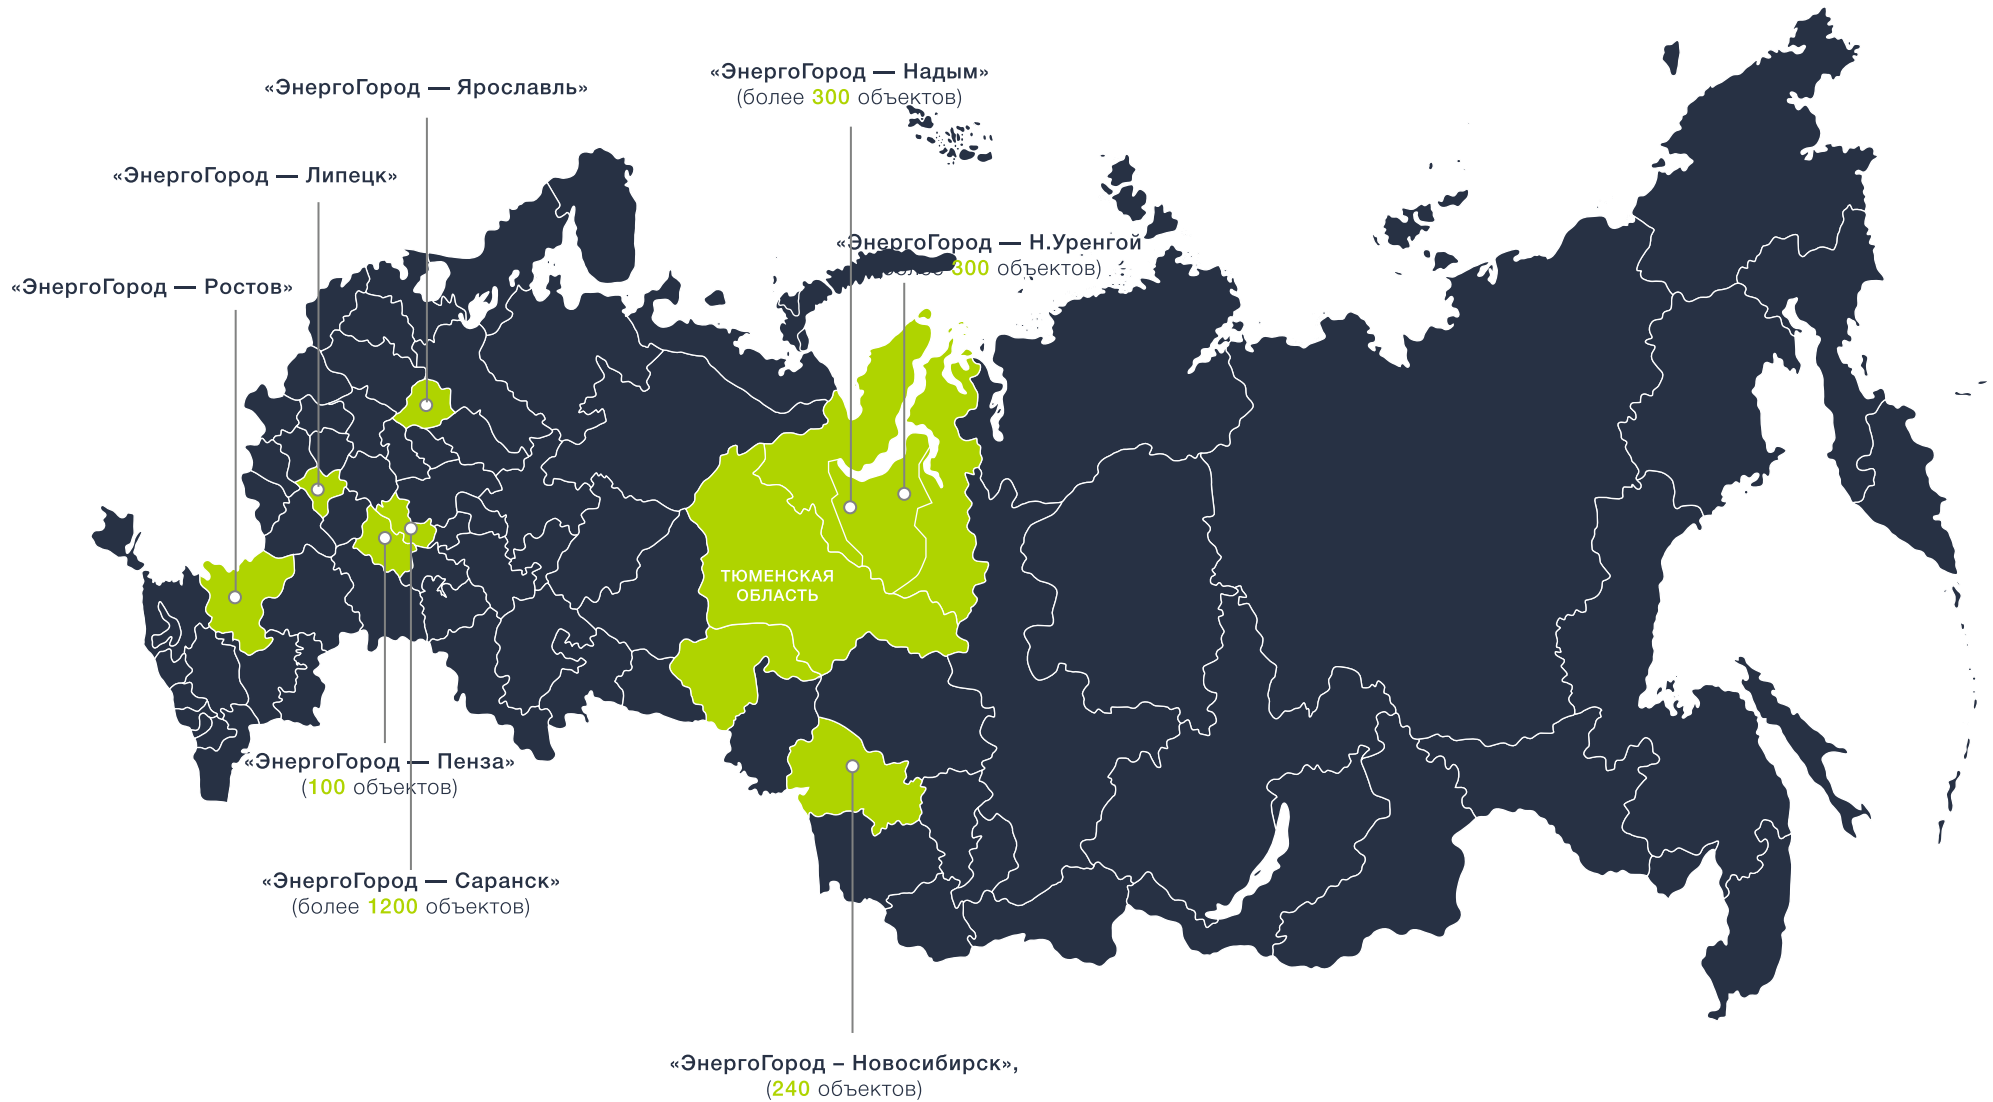 «ЭнергоГород — Надым»
(более 300 объектов)
«ЭнергоГород — Ярославль»
«ЭнергоГород — Липецк»
«ЭнергоГород — Н.Уренгой
(более 300 объектов)
«ЭнергоГород — Ростов»
ТЮМЕНСКАЯ
ОБЛАСТЬ
«ЭнергоГород — Пенза»
(100 объектов)
«ЭнергоГород — Саранск»
(более 1200 объектов)
«ЭнергоГород – Новосибирск»,
(240 объектов)